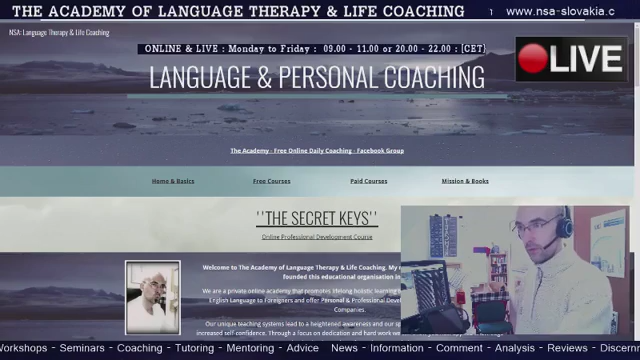 THE ACADEMY OF LANGUAGE THERAPY & LIFE COACHING
www.nsa-slovakia.c
NSA: Language Therapy & Life Coaching
ONLINE & LIVE : Monday to Friday : 09.00 - 11.00 or 20.00 - 22.00 : [CET]
LIVE
LANGUAGE & PERSONAL COACHING
The Academy - Free Online Daily Coaching - Facebook Group
Home & Basics
Free Courses
Paid Courses
Mission & Books
''THE SECRET KEYS''
Online Professional Development Course
Welcome to The Academy of Language Therapy & Life Coaching. My
founded this educational organisation in
We are a private online academy that promotes lifelong holistic learning
English Language to Foreigners and offer Personal & Professional Deve
Companies.
Our unique teaching systems lead to a heightened awareness and our
increased self-confidence. Through a focus on dedication and hard work
Workshops - Seminars - Coaching - Tutoring - Mentoring - Advice News - Information - Comment - Analysis - Reviews - Discern